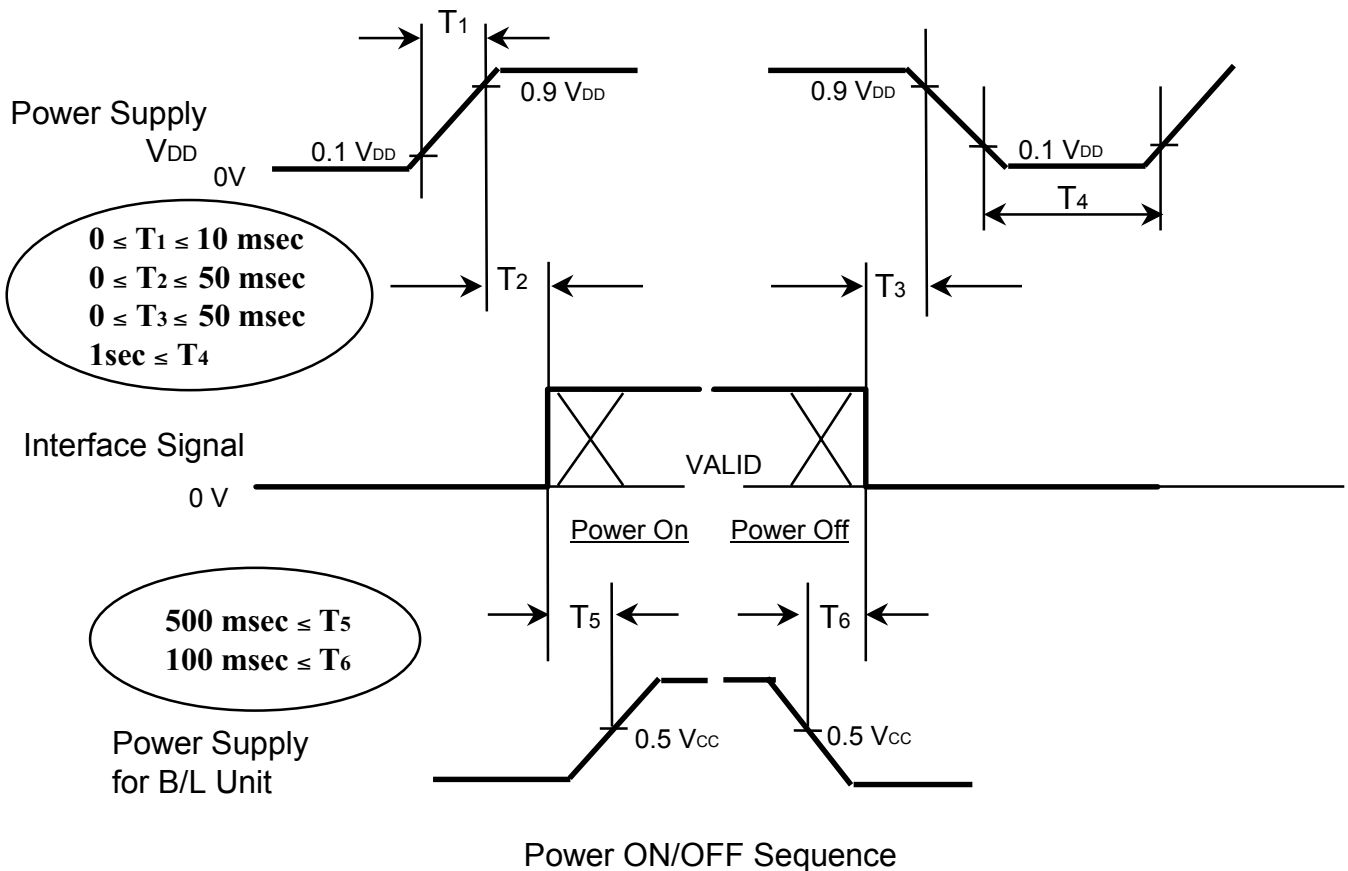 T1
0.9 VDD
0.9 VDD
Power Supply
VDD
0.1 VDD
0.1 VDD
0V
T4
0 ≤ T1 ≤ 10 msec
0 ≤ T2 ≤ 50 msec
0 ≤ T3 ≤ 50 msec
1sec ≤ T4
T2
T3
Interface Signal
VALID
0 V
Power On
Power Off
500 msec ≤ T5
100 msec ≤ T6
T5
T6
Power Supply
for B/L Unit
0.5 VCC
0.5 VCC
Power ON/OFF Sequence